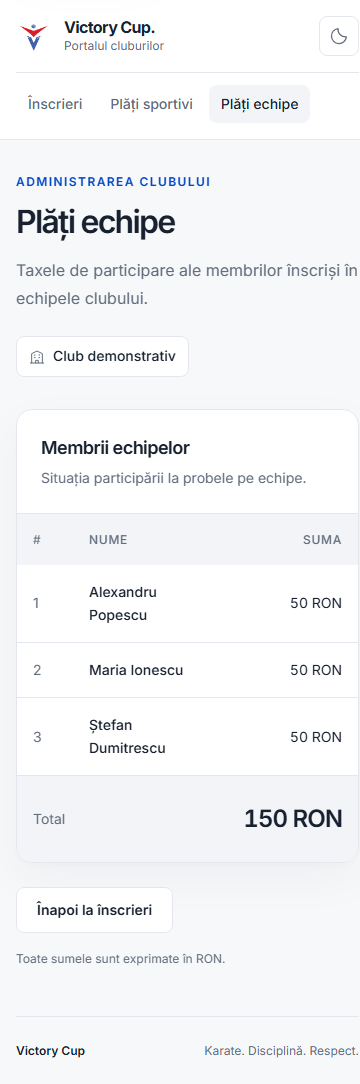 Victory Cup.
Portalul cluburilor
Înscrieri Plăți sportivi Plăți echipe
ADMINISTRAREA CLUBULUI
Plăți echipe
Taxele de participare ale membrilor înscriși în
echipele clubului.
Club demonstrativ
Membrii echipelor
Situația participării la probele pe echipe.
# NUME SUMA
1 Alexandru Popescu 50 RON
2 Maria Ionescu 50 RON
3 Ștefan Dumitrescu 50 RON
Total 150 RON
Înapoi la înscrieri
Toate sumele sunt exprimate în RON.
Victory Cup Karate. Disciplină. Respect.